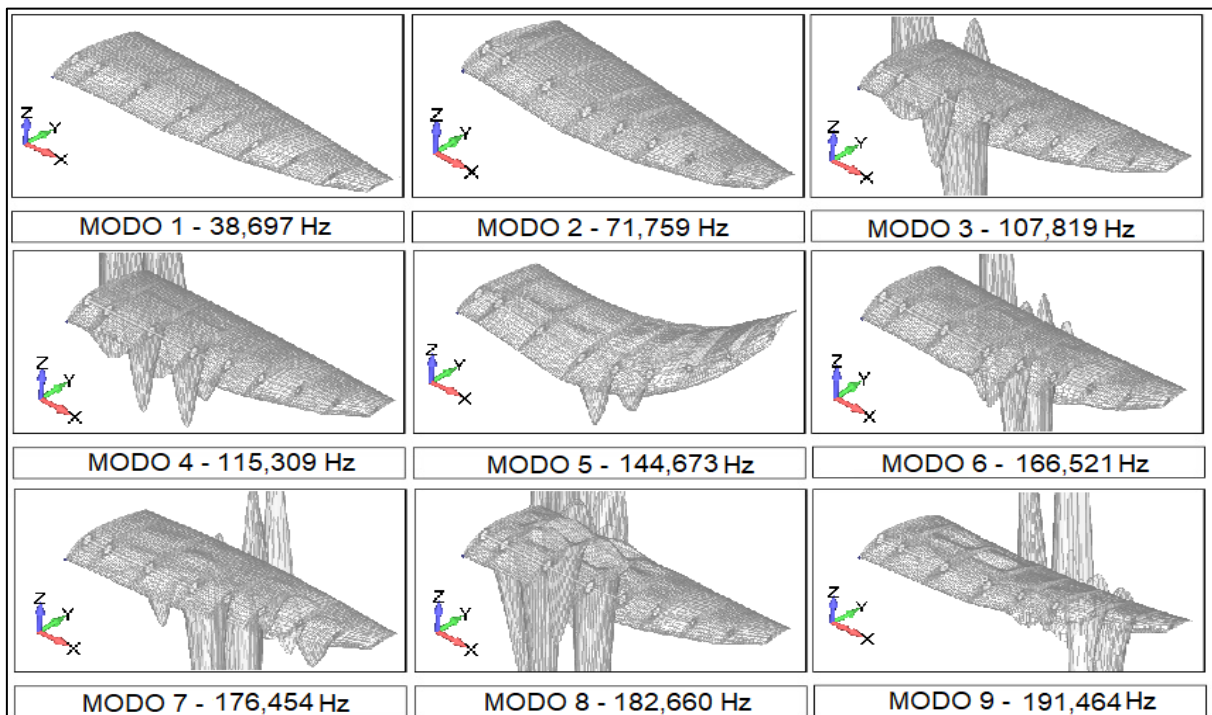 Z
Y
X
Z
Y
X
Z
Y
X
MODO 1 - 38,697 Hz
MODO 2 - 71,759 Hz
MODO 3 - 107,819 Hz
Z
Y
X
Z
Y
X
Z
Y
X
MODO 4 - 115,309 Hz
MODO 5 - 144,673 Hz
MODO 6 - 166,521 Hz
Z
Y
X
Z
Y
X
Z
Y
X
MODO 7 - 176,454 Hz
MODO 8 - 182,660 Hz
MODO 9 - 191,464 Hz